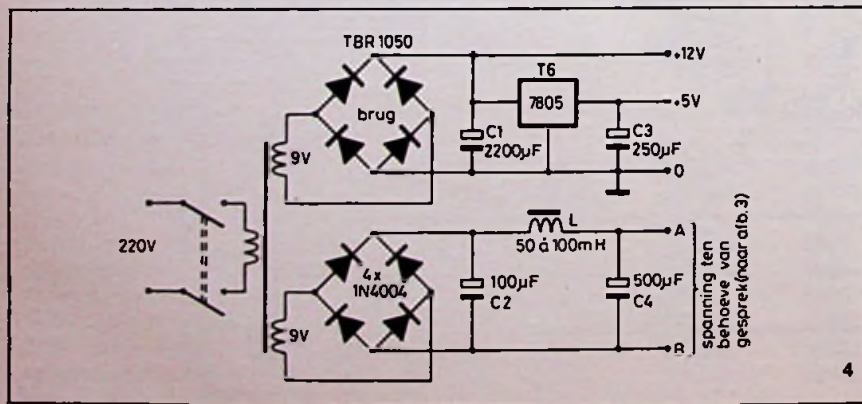 TBR 1050
+12V
T6
7805
+5V
brug
C1
2200µF
C3
250µF
9V
0
220V
L
50 à 100mH
A
4x
1N4004
100µF
C2
500µF
C4
9V
B
spanning ten
behoeve van
gesprek(naar afb.3)
4